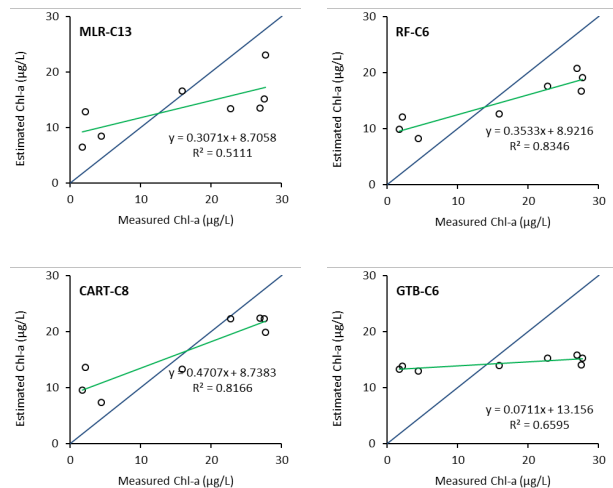 MLR-C13
Estimated Chl-a (µg/L)
30
20
10
0
y = 0.3071x + 8.7058
R² = 0.5111
0 10 20 30
Measured Chl-a (µg/L)
RF-C6
Estimated Chl-a (µg/L)
30
20
10
0
y = 0.3533x + 8.9216
R² = 0.8346
0 10 20 30
Measured Chl-a (µg/L)
CART-C8
Estimated Chl-a (µg/L)
30
20
10
0
y = 0.4707x + 8.7383
R² = 0.8166
0 10 20 30
Measured Chl-a (µg/L)
GTB-C6
Estimated Chl-a (µg/L)
30
20
10
0
y = 0.0711x + 13.156
R² = 0.6595
0 10 20 30
Measured Chl-a (µg/L)